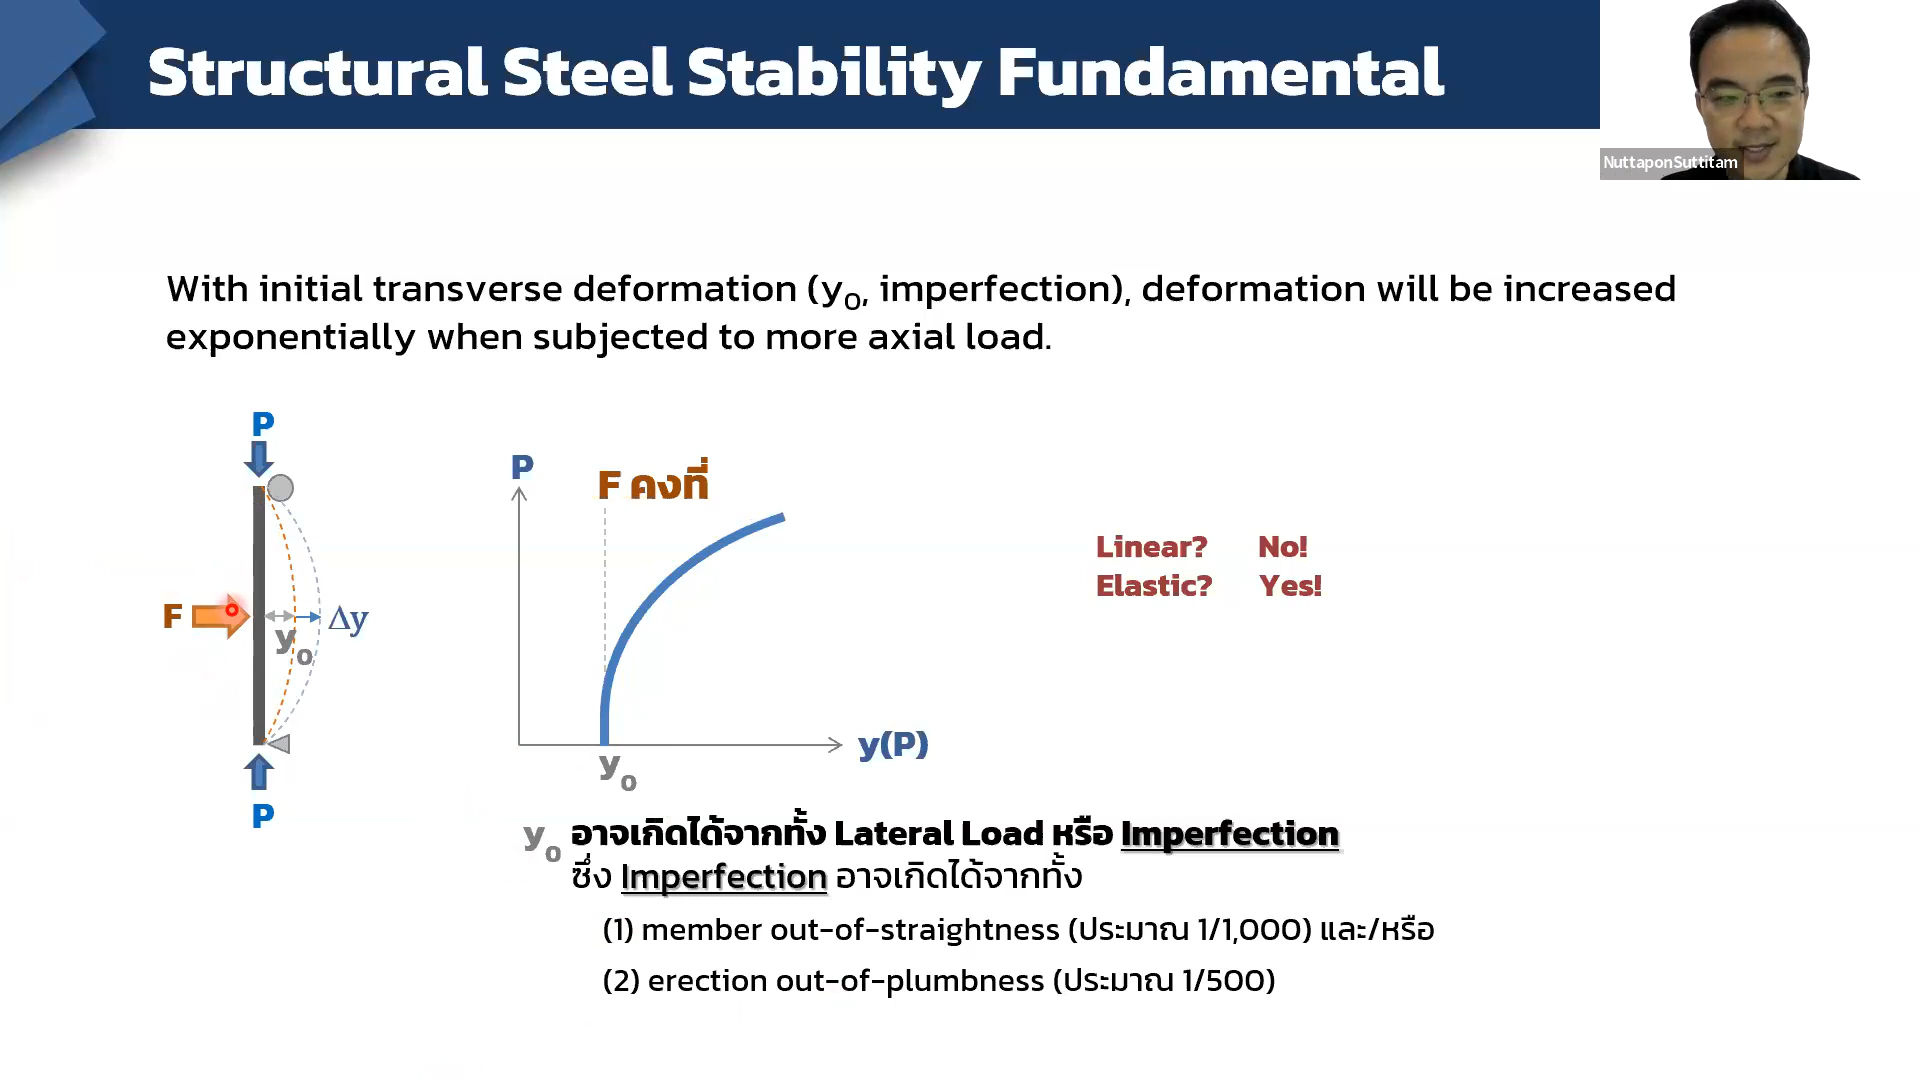 Structural Steel Stability Fundamental
NuttaponSuttitam
With initial transverse deformation (y0, imperfection), deformation will be increased
exponentially when subjected to more axial load.
P
F
y0
Δy
P
P
F คงที่
y(P)
y0
Linear? No!
Elastic? Yes!
y0 อาจเกิดได้จากทั้ง Lateral Load หรือ Imperfection
ซึ่ง Imperfection อาจเกิดได้จากทั้ง
(1) member out-of-straightness (ประมาณ 1/1,000) และ/หรือ
(2) erection out-of-plumbness (ประมาณ 1/500)